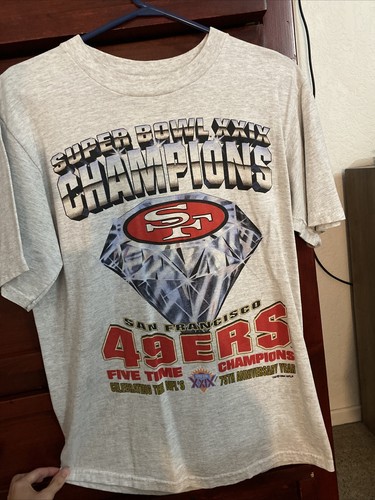 SUPER BOWL XXIX
CHAMPIONS
SF
SAN FRANCISCO
49ERS
FIVE TIME CHAMPIONS
CELEBRATING THE NFL'S XXIX 75TH ANNIVERSARY YEAR